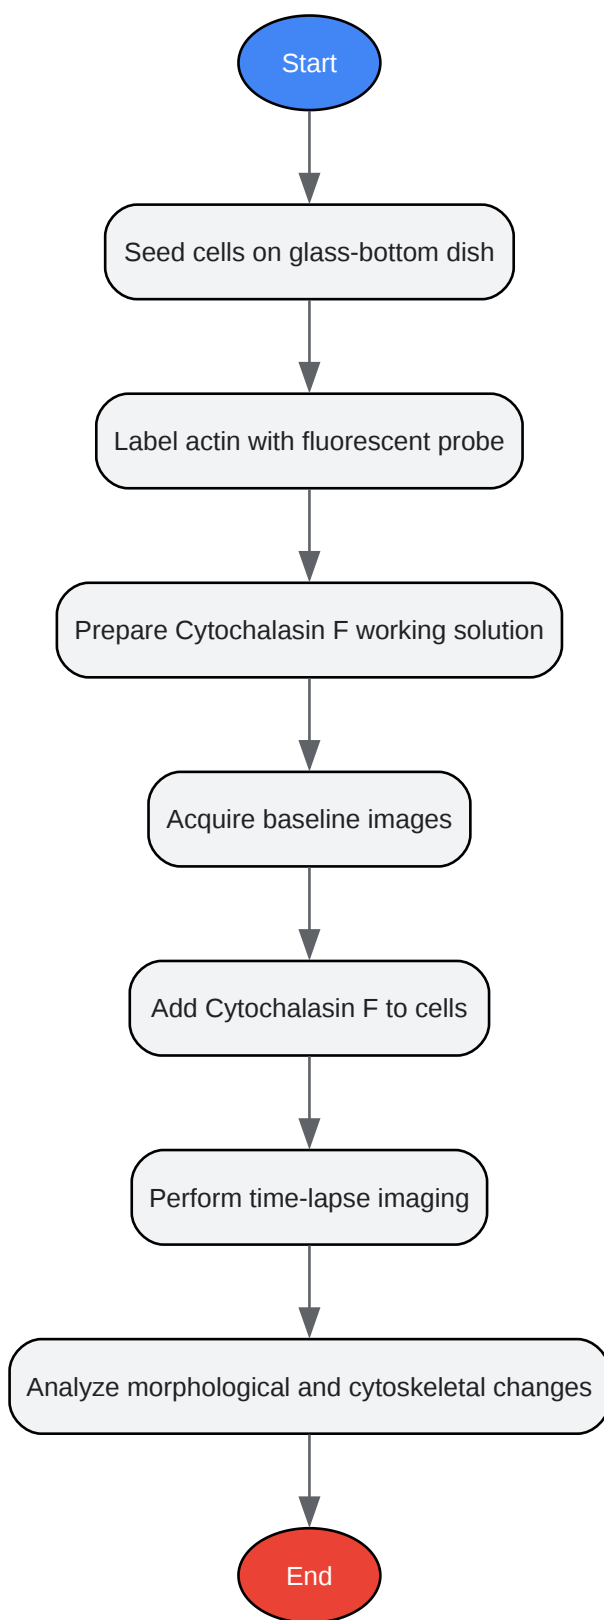 Start
Seed cells on glass-bottom dish
Label actin with fluorescent probe
Prepare Cytochalasin F working solution
Acquire baseline images
Add Cytochalasin F to cells
Perform time-lapse imaging
Analyze morphological and cytoskeletal changes
End